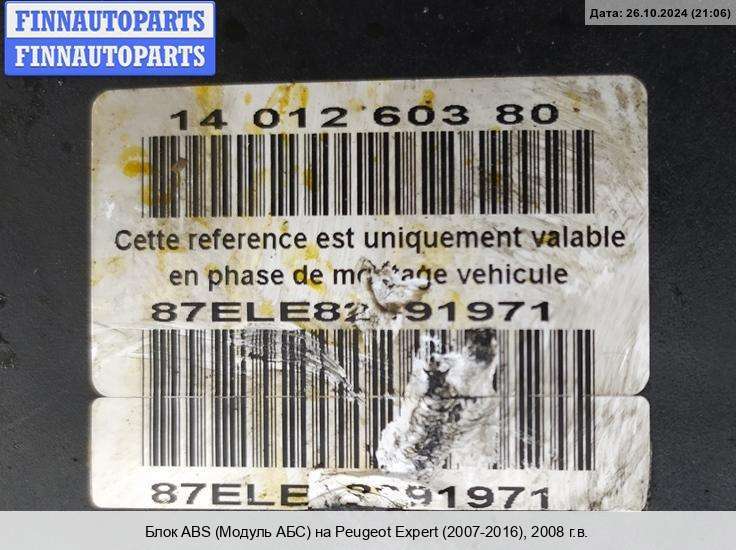 FINNAUTOPARTS
FINNAUTOPARTS
Дата: 26.10.2024 (21:06)
14 012 603 80
Cette reference est uniquement valable
en phase de vehicule
Блок ABS (Модуль АБС) на Peugeot Expert (2007-2016), 2008 г.в.